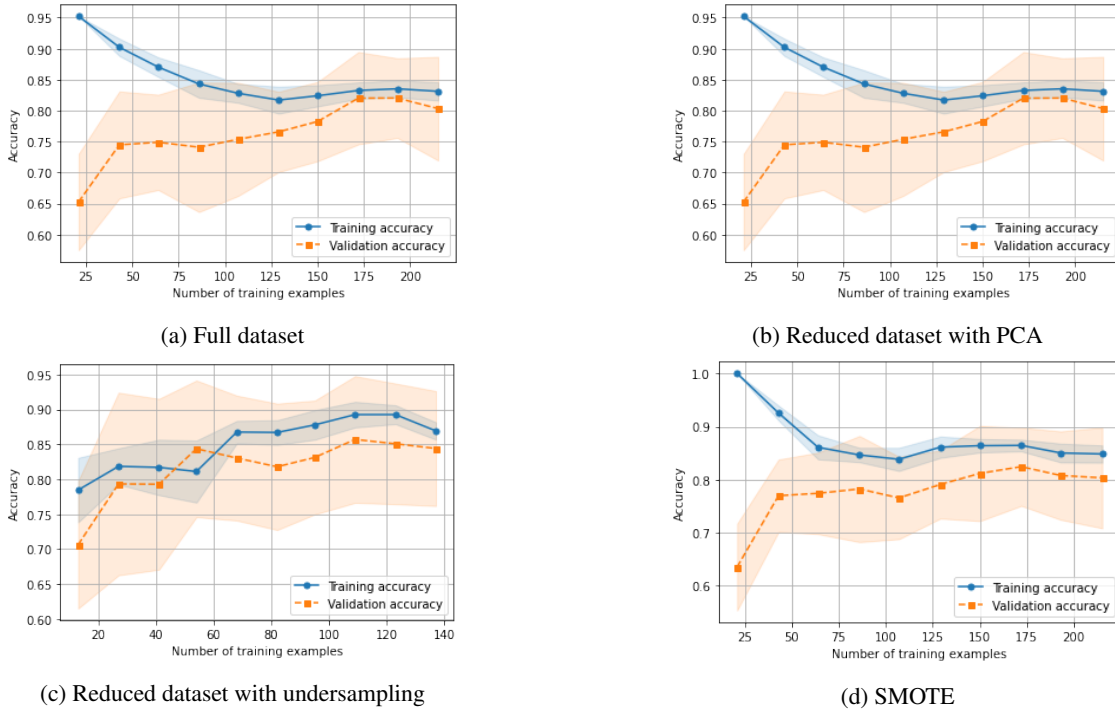 0.95
0.90
0.85
0.80
0.75
0.70
0.65
0.60
Accuracy
Training accuracy
Validation accuracy
25 50 75 100 125 150 175 200
Number of training examples
(a) Full dataset
0.95
0.90
0.85
0.80
0.75
0.70
0.65
0.60
Accuracy
Training accuracy
Validation accuracy
25 50 75 100 125 150 175 200
Number of training examples
(b) Reduced dataset with PCA
0.95
0.90
0.85
0.80
0.75
0.70
0.65
0.60
Accuracy
Training accuracy
Validation accuracy
20 40 60 80 100 120 140
Number of training examples
(c) Reduced dataset with undersampling
1.0
0.9
0.8
0.7
0.6
Accuracy
Training accuracy
Validation accuracy
25 50 75 100 125 150 175 200
Number of training examples
(d) SMOTE